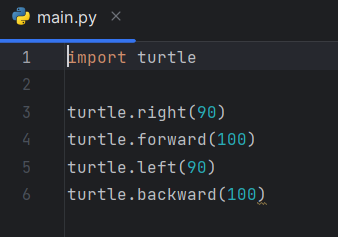 main.py
1 import turtle
2
3 turtle.right(90)
4 turtle.forward(100)
5 turtle.left(90)
6 turtle.backward(100)